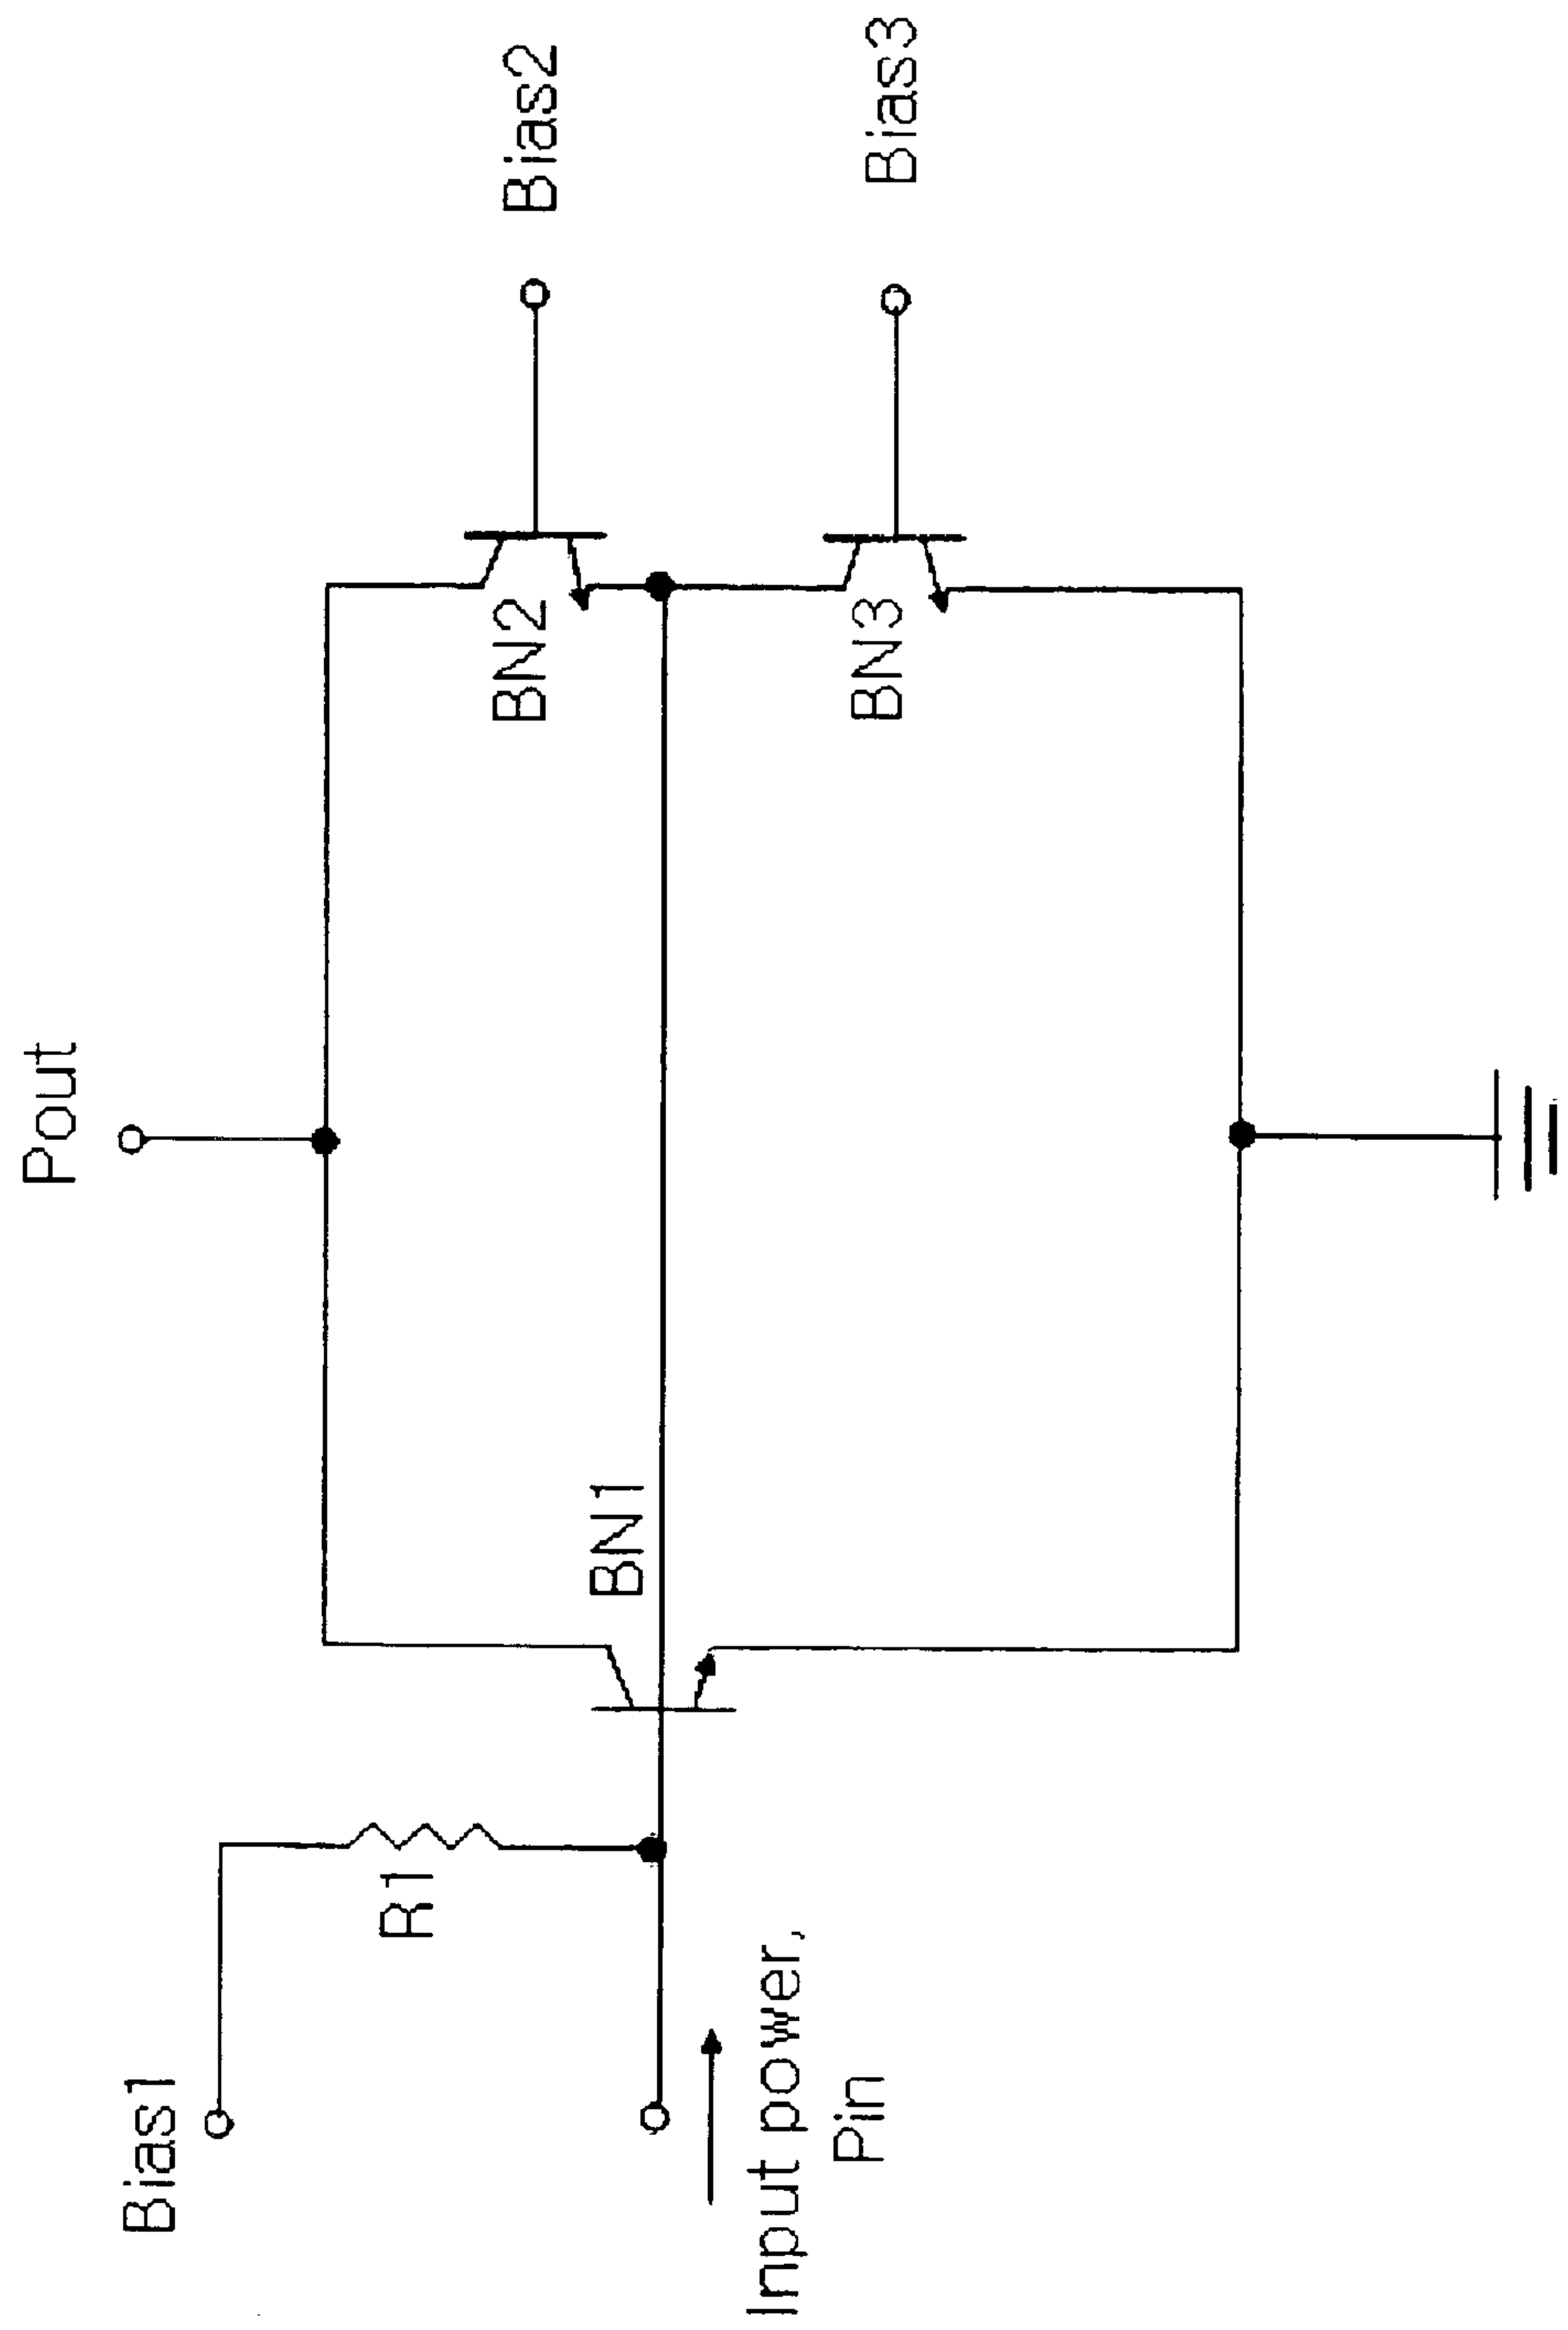 Pout
Bias1
R1
BN1
BN2
Bias2
Input power,
Pin
BN3
Bias3